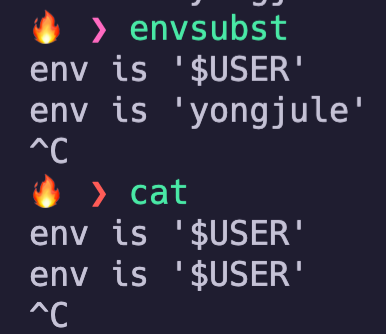 🔥 ❯ envsubst
env is '$USER'
env is 'yongjule'
^C
🔥 ❯ cat
env is '$USER'
env is '$USER'
^C